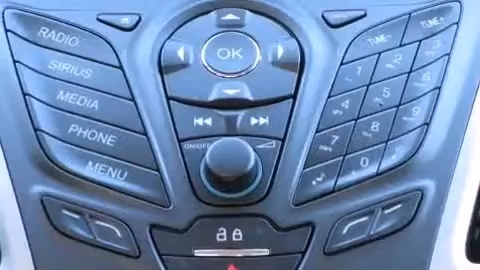 RADIO
SIRIUS
MEDIA
PHONE
MENU
OK
ON/OFF
TUNE-
TUNE+
1
2
3
4
5
6
7
8
9
0